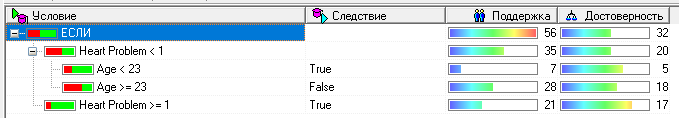 Условие Следствие Поддержка Достоверность
ЕСЛИ 56 32
Heart Problem < 1 35 20
Age < 23 True 7 5
Age >= 23 False 28 18
Heart Problem >= 1 True 21 17